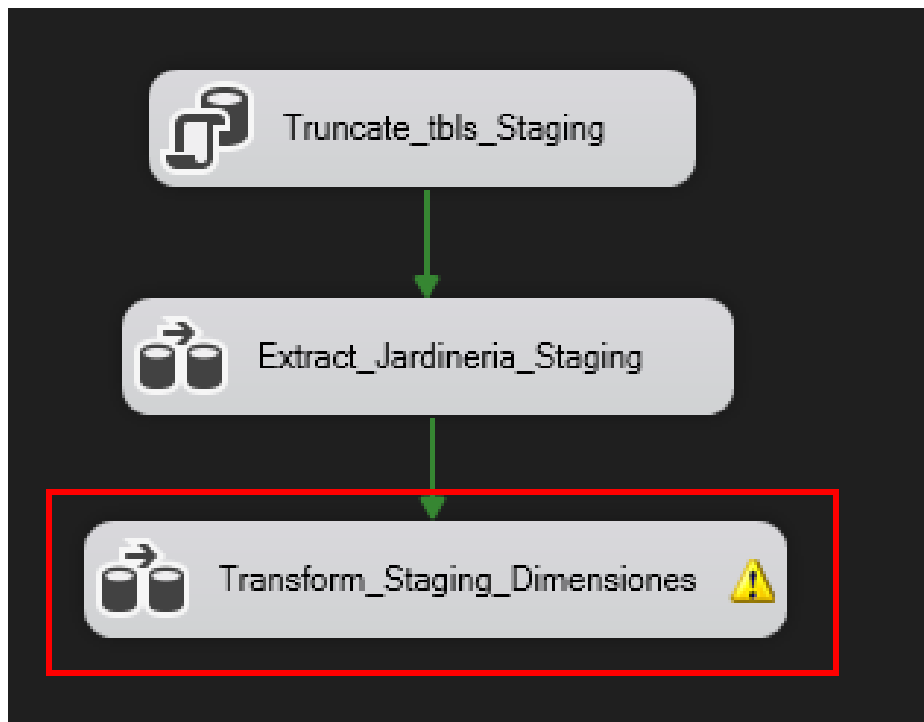 Truncate_tbls_Staging
Extract_Jardineria_Staging
Transform_Staging_Dimensiones